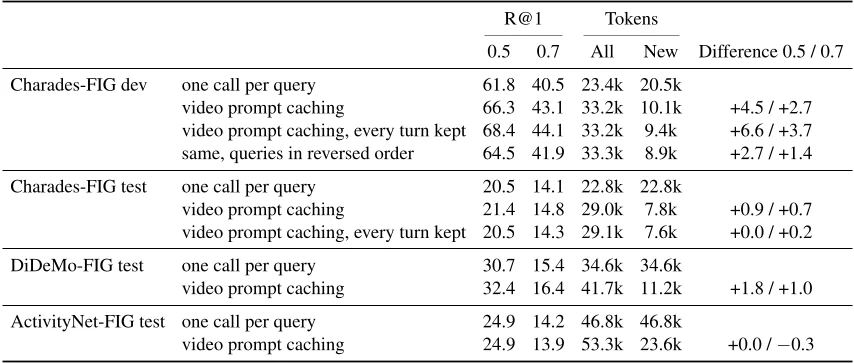 R@1 Tokens
0.5 0.7 All New Difference 0.5 / 0.7
Charades-FIG dev one call per query 61.8 40.5 23.4k 20.5k
video prompt caching 66.3 43.1 33.2k 10.1k +4.5 / +2.7
video prompt caching, every turn kept 68.4 44.1 33.2k 9.4k +6.6 / +3.7
same, queries in reversed order 64.5 41.9 33.3k 8.9k +2.7 / +1.4
Charades-FIG test one call per query 20.5 14.1 22.8k 22.8k
video prompt caching 21.4 14.8 29.0k 7.8k +0.9 / +0.7
video prompt caching, every turn kept 20.5 14.3 29.1k 7.6k +0.0 / +0.2
DiDeMo-FIG test one call per query 30.7 15.4 34.6k 34.6k
video prompt caching 32.4 16.4 41.7k 11.2k +1.8 / +1.0
ActivityNet-FIG test one call per query 24.9 14.2 46.8k 46.8k
video prompt caching 24.9 13.9 53.3k 23.6k +0.0 / −0.3